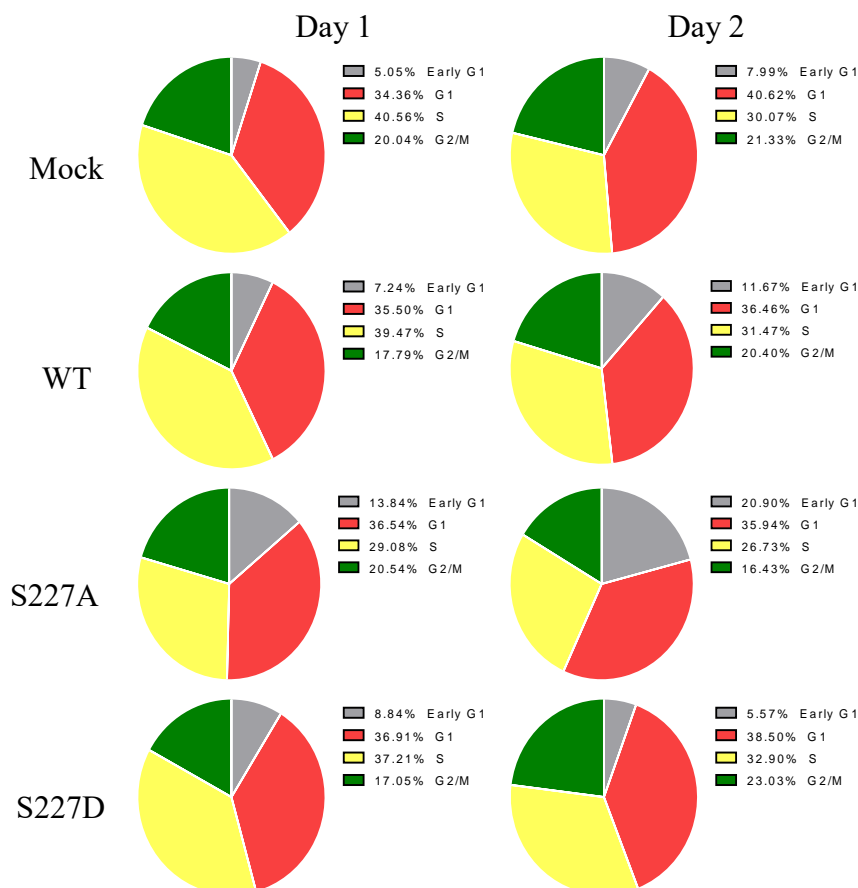 Day 1
Day 2
Mock
5.05% Early G1
34.36% G1
40.56% S
20.04% G2/M
7.99% Early G1
40.62% G1
30.07% S
21.33% G2/M
WT
7.24% Early G1
35.50% G1
39.47% S
17.79% G2/M
11.67% Early G1
36.46% G1
31.47% S
20.40% G2/M
S227A
13.84% Early G1
36.54% G1
29.08% S
20.54% G2/M
20.90% Early G1
35.94% G1
26.73% S
16.43% G2/M
S227D
8.84% Early G1
36.91% G1
37.21% S
17.05% G2/M
5.57% Early G1
38.50% G1
32.90% S
23.03% G2/M